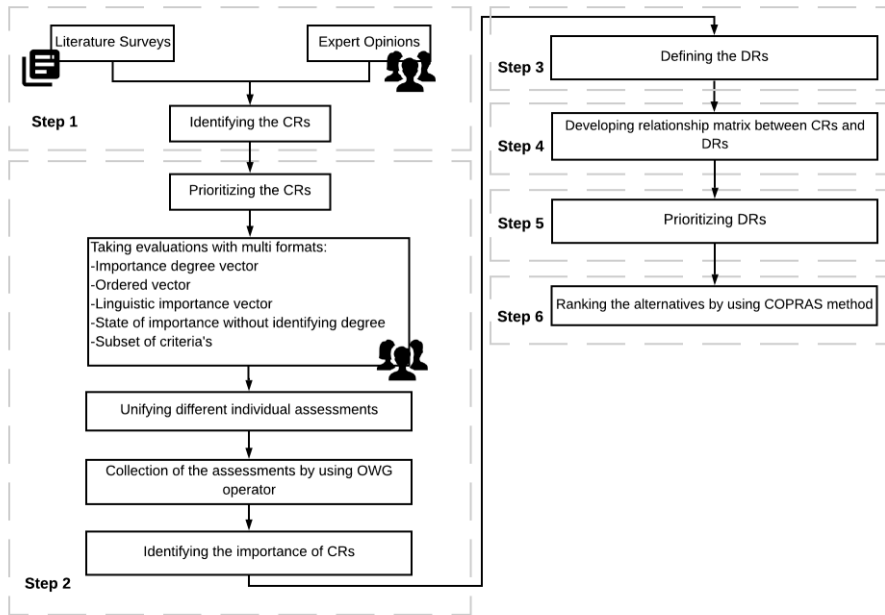 Literature Surveys
Expert Opinions
Step 1
Identifying the CRs
Prioritizing the CRs
Taking evaluations with multi formats:
-Importance degree vector
-Ordered vector
-Linguistic importance vector
-State of importance without identifying degree
-Subset of criteria's
Unifying different individual assessments
Collection of the assessments by using OWG
operator
Identifying the importance of CRs
Step 2
Step 3
Defining the DRs
Step 4
Developing relationship matrix between CRs and
DRs
Step 5
Prioritizing DRs
Step 6
Ranking the alternatives by using COPRAS method